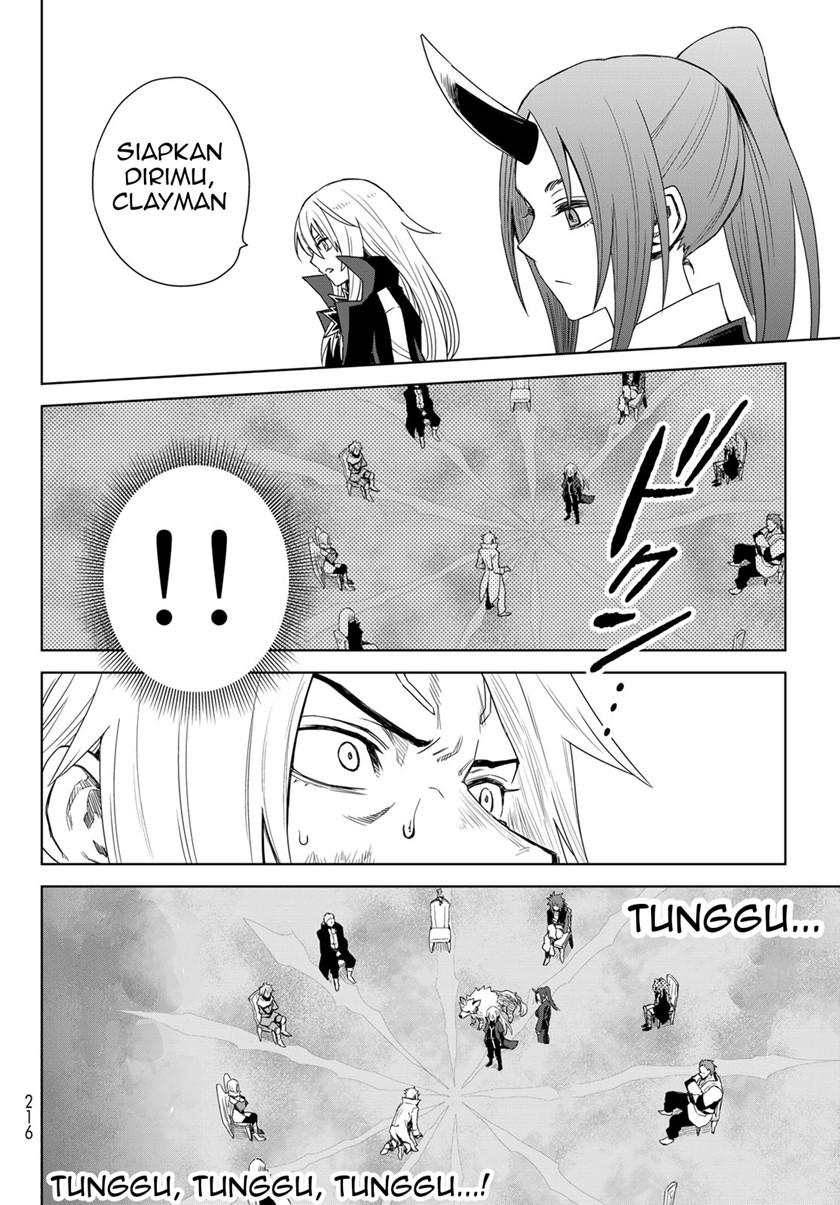 SIAPKAN
DIRIMU,
CLAYMAN
!!
ドクン…
TUNGGU...
TUNGGU, TUNGGU, TUNGGU...!
216